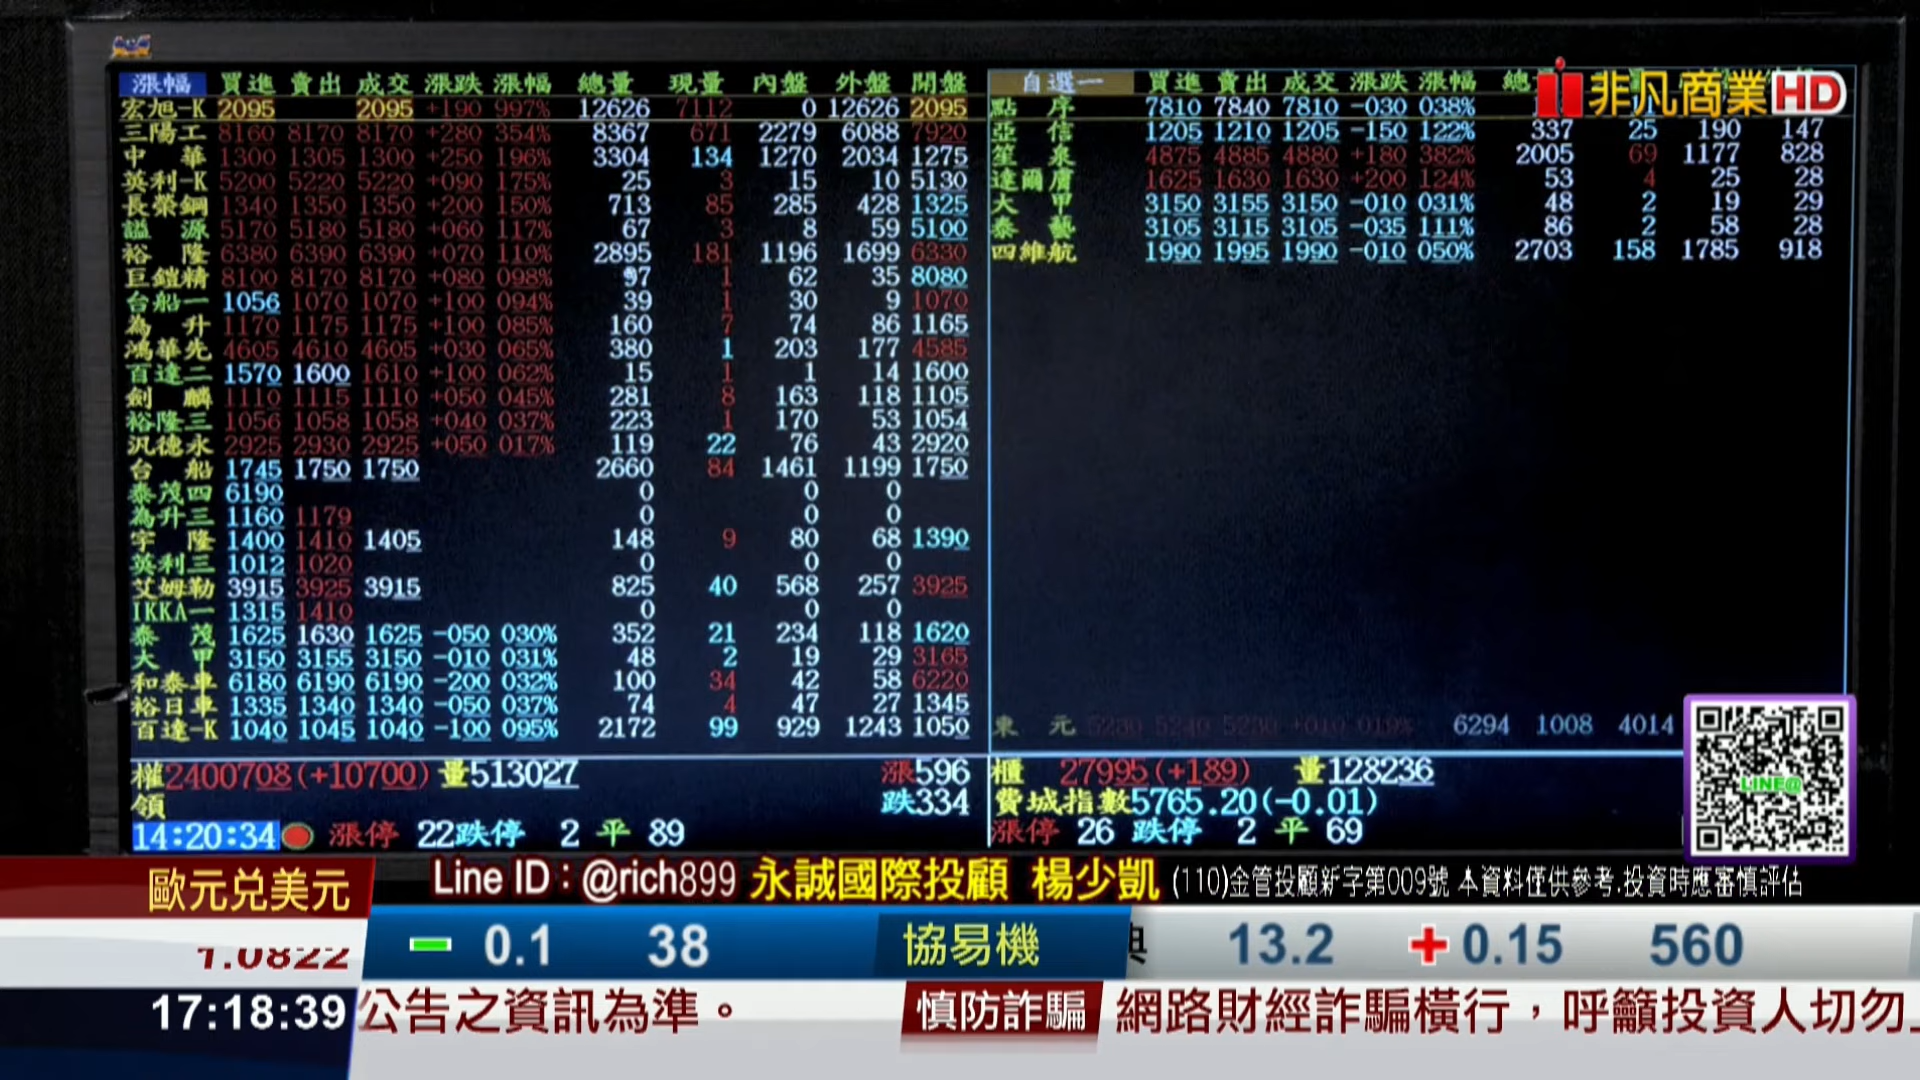 漲幅 買進 賣出 成交 漲跌 漲幅 總量 現量 內盤 外盤 開盤
宏旭-K 2095 2095 +190 997% 12626 7112 0 12626 2095
三陽工 8160 8170 8170 +280 354% 8367 671 2279 6088 7920
中華 1300 1305 1300 +250 196% 3304 134 1270 2034 1275
英利-K 5200 5220 5220 +090 175% 25 3 15 10 5130
長榮鋼 1340 1350 1350 +200 150% 713 85 285 428 1325
謚源 5170 5180 5180 +060 117% 67 3 8 59 5100
裕隆 6380 6390 6390 +070 110% 2895 181 1196 1699 6330
巨鎧精 8100 8170 8170 +080 098% 97 1 62 35 8080
台船一 1056 1070 1070 +100 094% 39 1 30 9 1070
為升 1170 1175 1175 +100 085% 160 7 74 86 1165
鴻華先 4605 4610 4605 +030 065% 380 1 203 177 4585
百達二 1570 1600 1610 +100 062% 15 1 1 14 1600
劍麟 1110 1115 1110 +050 045% 281 8 163 118 1105
裕隆三 1056 1058 1058 +040 037% 223 1 170 53 1054
汎德永 2925 2930 2925 +050 017% 119 22 76 43 2920
台船 1745 1750 1750 2660 84 1461 1199 1750
泰茂四 6190 0 0 0
為升三 1160 1179 0 0 0
宇隆 1400 1410 1405 148 9 80 68 1390
英利三 1012 1020 0 0 0
艾姆勒 3915 3925 3915 825 40 568 257 3925
IKKA一 1315 1410 0 0 0
泰茂 1625 1630 1625 -050 030% 352 21 234 118 1620
大甲 3150 3155 3150 -010 031% 48 2 19 29 3165
和泰車 6180 6190 6190 -200 032% 100 34 42 58 6220
裕日車 1335 1340 1340 -050 037% 74 4 47 27 1345
百達-K 1040 1045 1040 -100 095% 2172 99 929 1243 1050
權2400708(+10700) 量513027 漲596
領 跌334
14:20:34 漲停 22跌停 2 平 89
自選一 買進 賣出 成交 漲跌 漲幅 總
點序 7810 7840 7810 -030 038%
亞信 1205 1210 1205 -150 122% 337 25 190 147
笙泉 4875 4885 4880 +180 382% 2005 69 1177 828
達爾膚 1625 1630 1630 +200 124% 53 4 25 28
大甲 3150 3155 3150 -010 031% 48 2 19 29
泰藝 3105 3115 3105 -035 111% 86 2 58 28
四維航 1990 1995 1990 -010 050% 2703 158 1785 918
東元 5230 5240 5230 +010 019% 6294 1008 4014
櫃 27995(+189) 量128236
費城指數5765.20(-0.01)
漲停 26 跌停 2 平 69
非凡商業HD
LINE@
Line ID：@rich899 永誠國際投顧 楊少凱 (110)金管投顧新字第009號 本資料僅供參考.投資時應審慎評估
歐元兌美元
1.0822
0.1 38 協易機 典 13.2 0.15 560
17:18:39
公告之資訊為準。 慎防詐騙 網路財經詐騙橫行，呼籲投資人切勿